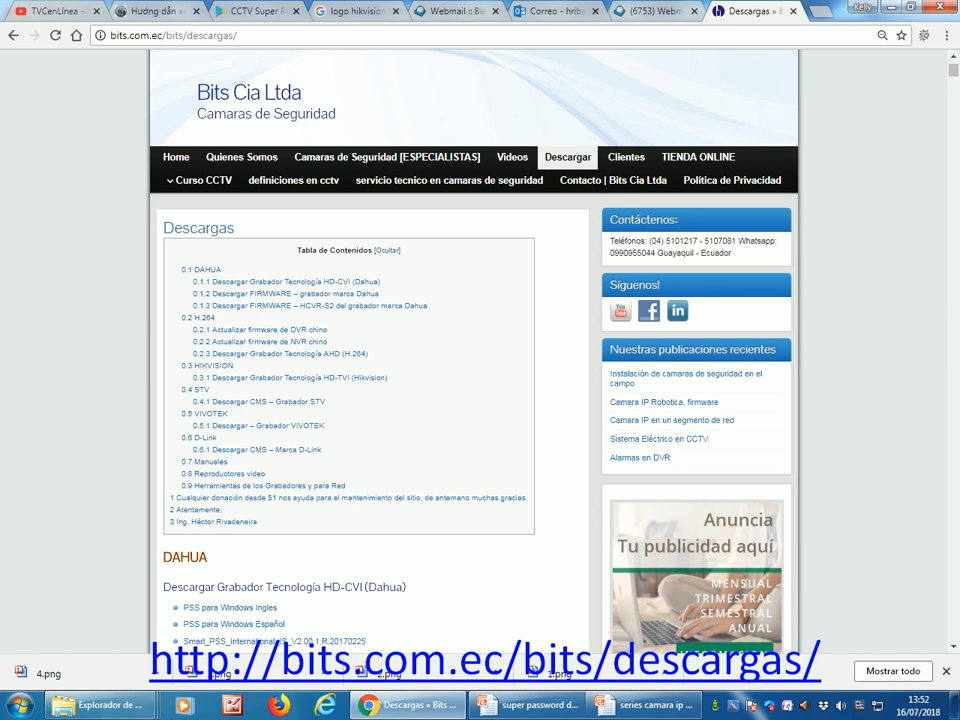 TVCenLínea
Hướng dẫn xe
CCTV Super P
logo hikvision
Webmail :: Bie
Correo - hriba
(6753) Webm
Descargas » B
Kelly
bits.com.ec/bits/descargas/
Bits Cia Ltda
Camaras de Seguridad
Home
Quienes Somos
Camaras de Seguridad [ESPECIALISTAS]
Videos
Descargar
Clientes
TIENDA ONLINE
Curso CCTV
definiciones en cctv
servicio tecnico en camaras de seguridad
Contacto | Bits Cia Ltda
Politica de Privacidad
Descargas
Tabla de Contenidos [Ocultar]
0.1 DAHUA
0.1.1 Descargar Grabador Tecnología HD-CVI (Dahua)
0.1.2 Descargar FIRMWARE – grabador marca Dahua
0.1.3 Descargar FIRMWARE – HCVR-S2 del grabador marca Dahua
0.2 H.264
0.2.1 Actualizar firmware de DVR chino
0.2.2 Actualizar firmware de NVR chino
0.2.3 Descargar Grabador Tecnología AHD (H.264)
0.3 HIKVISION
0.3.1 Descargar Grabador Tecnología HD-TVI (Hikvision)
0.4 STV
0.4.1 Descargar CMS – Grabador STV
0.5 VIVOTEK
0.5.1 Descargar – Grabador VIVOTEK
0.6 D-Link
0.6.1 Descargar CMS – Marca D-Link
0.7 Manuales
0.8 Reproductores video
0.9 Herramientas de los Grabadores y para Red
1 Cualquier donación desde $1 nos ayuda para el mantenimiento del sitio, de antemano muchas gracias.
2 Atentamente,
3 Ing. Héctor Rivadeneira
DAHUA
Descargar Grabador Tecnología HD-CVI (Dahua)
PSS para Windows Ingles
PSS para Windows Español
Smart_PSS_International_IS_V2.00.1.R.20170225
Contáctenos:
Teléfonos: (04) 5101217 - 5107081 Whatsapp:
0990955044 Guayaquil - Ecuador
Síguenos!
You
Tube
f
in
Nuestras publicaciones recientes
Instalación de camaras de seguridad en el
campo
Camara IP Robotica, firmware
Camara IP en un segmento de red
Sistema Eléctrico en CCTV.
Alarmas en DVR
Anuncia
Tu publicidad aquí
MENSUAL
TRIMESTRAL
SEMESTRAL
ANUAL
http://bits.com.ec/bits/descargas/
4.png
Mostrar todo
Explorador de ...
Descargas » Bits ...
super password d...
series camara ip ...
ES
13:52
16/07/2018